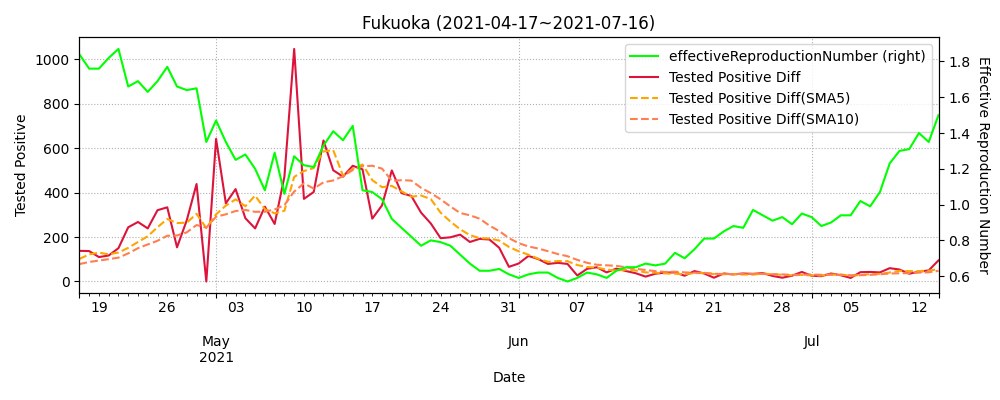 Fukuoka (2021-04-17~2021-07-16)
effectiveReproductionNumber (right)
Tested Positive Diff
Tested Positive Diff(SMA5)
Tested Positive Diff(SMA10)
Tested Positive
1000
800
600
400
200
0
Effective Reproduction Number
1.8
1.6
1.4
1.2
1.0
0.8
0.6
19 26 03 10 17 24 31 07 14 21 28 05
May Jun Jul
2021
Date